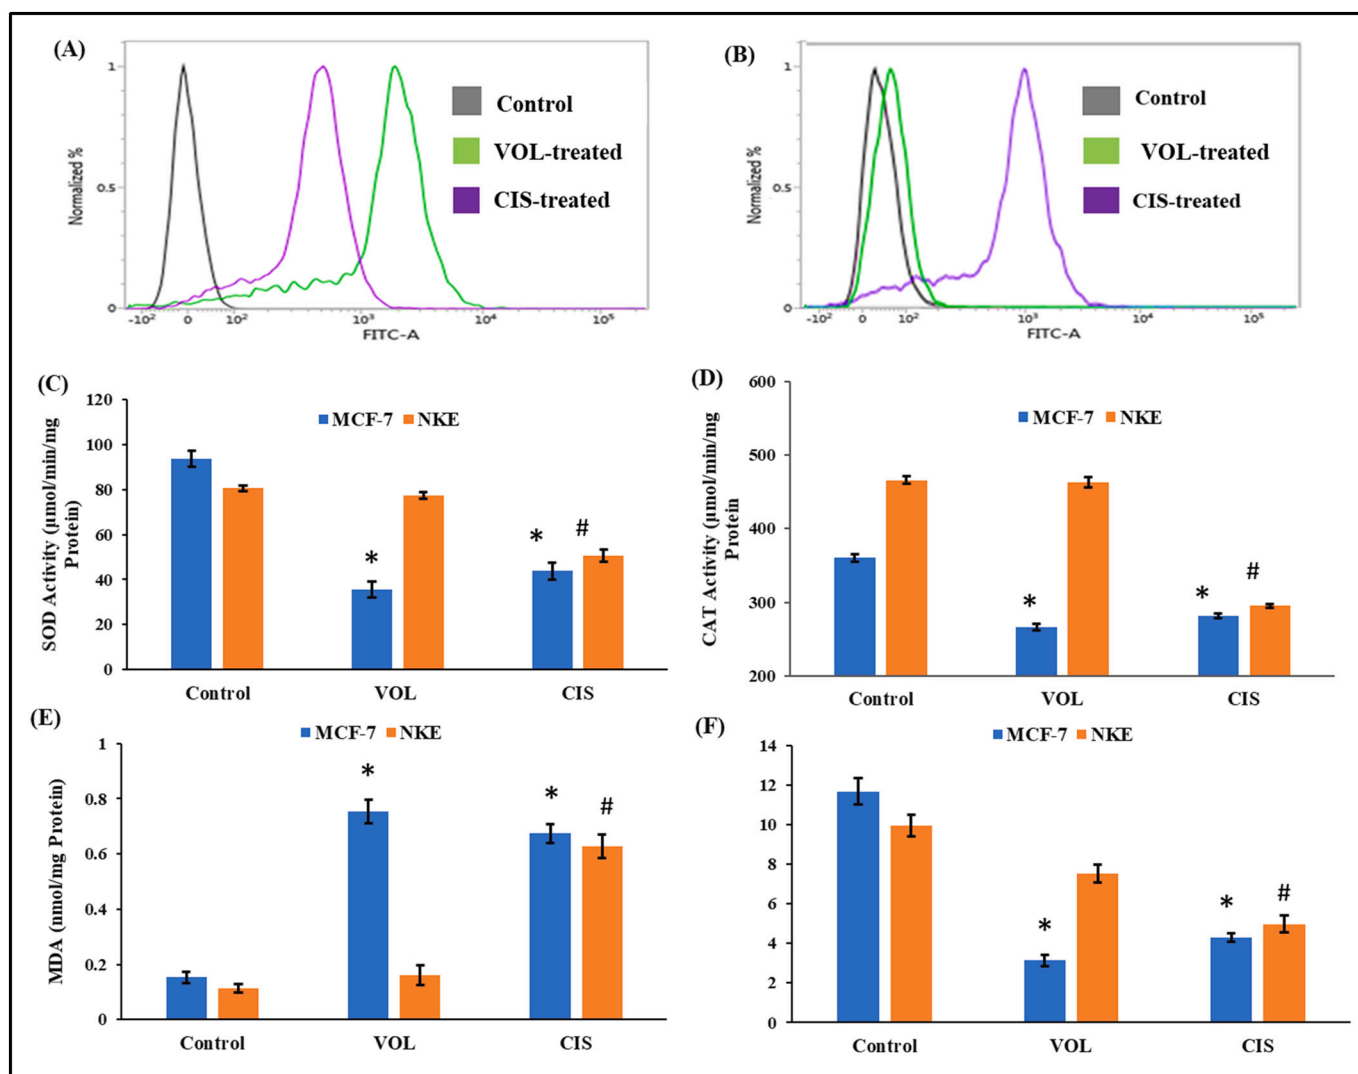 (A)
Normalized %
1
0.5
0
Control
VOL-treated
CIS-treated
-10²
0
10²
10³
10⁴
10⁵
FITC-A
(B)
Normalized %
1
0.5
0
Control
VOL-treated
CIS-treated
-10²
0
10²
10³
10⁴
10⁵
FITC-A
(C)
SOD Activity (µmol/min/mg
Protein)
120
100
80
60
40
20
0
MCF-7 NKE
*
*
#
Control VOL CIS
(D)
CAT Activity (µmol/min/mg
Protein
600
500
400
300
200
MCF-7 NKE
*
*
#
Control VOL CIS
(E)
MDA (nmol/mg Protein)
1
0.8
0.6
0.4
0.2
0
MCF-7 NKE
*
*
#
Control VOL CIS
(F)
14
12
10
8
6
4
2
0
MCF-7 NKE
*
*
#
Control VOL CIS